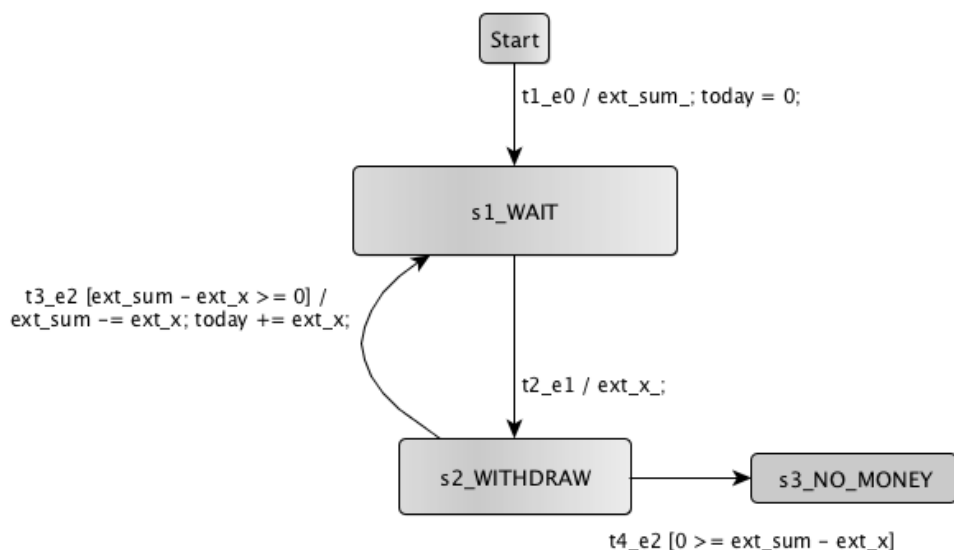 Start
t1_e0 / ext_sum_; today = 0;
s1_WAIT
t3_e2 [ext_sum - ext_x >= 0] /
ext_sum -= ext_x; today += ext_x;
t2_e1 / ext_x_;
s2_WITHDRAW
s3_NO_MONEY
t4_e2 [0 >= ext_sum - ext_x]